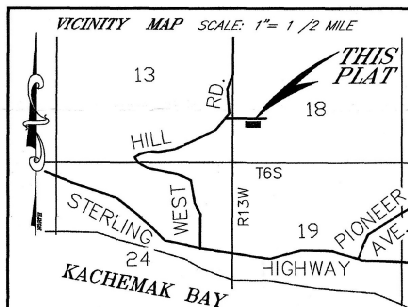 VICINITY MAP SCALE: 1"= 1 /2 MILE
THIS
PLAT
13
18
RD.
HILL
WEST
T6S
R13W
STERLING
HIGHWAY
19
PIONEER
AVE.
24
KACHEMAK BAY